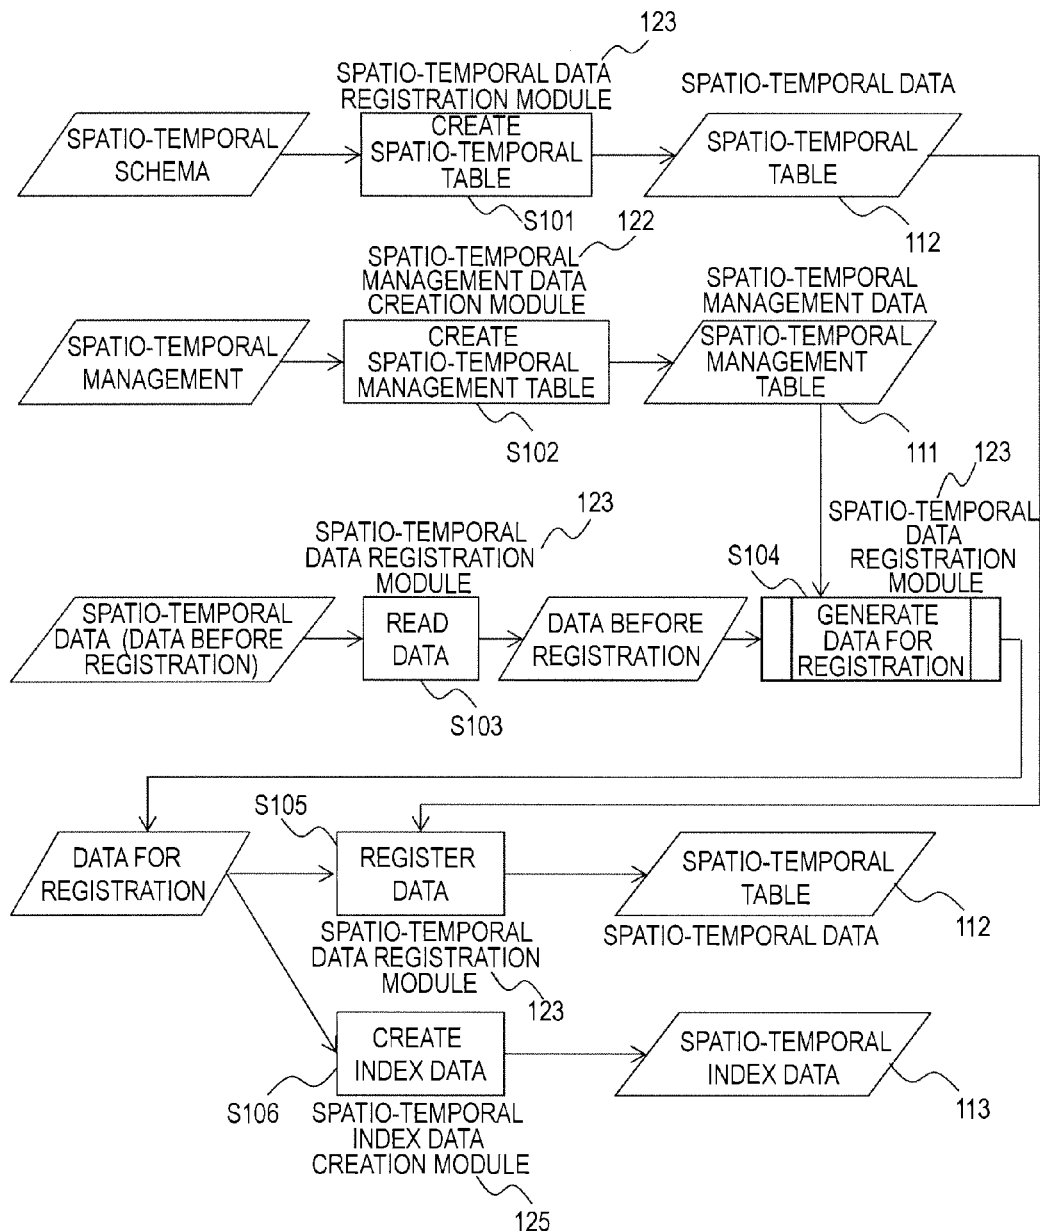 123
SPATIO-TEMPORAL DATA
REGISTRATION MODULE
SPATIO-TEMPORAL DATA
SPATIO-TEMPORAL
SCHEMA
CREATE
SPATIO-TEMPORAL
TABLE
SPATIO-TEMPORAL
TABLE
S101
112
122
SPATIO-TEMPORAL
MANAGEMENT DATA
CREATION MODULE
SPATIO-TEMPORAL
MANAGEMENT DATA
SPATIO-TEMPORAL
MANAGEMENT
CREATE
SPATIO-TEMPORAL
MANAGEMENT TABLE
SPATIO-TEMPORAL
MANAGEMENT
TABLE
S102
111
123
SPATIO-TEMPORAL
DATA REGISTRATION
MODULE
123
SPATIO-TEMPORAL
DATA
REGISTRATION
MODULE
S104
SPATIO-TEMPORAL
DATA (DATA BEFORE
REGISTRATION)
READ
DATA
DATA BEFORE
REGISTRATION
GENERATE
DATA FOR
REGISTRATION
S103
S105
DATA FOR
REGISTRATION
REGISTER
DATA
SPATIO-TEMPORAL
TABLE
112
SPATIO-TEMPORAL
DATA REGISTRATION
MODULE
123
SPATIO-TEMPORAL DATA
CREATE
INDEX DATA
SPATIO-TEMPORAL
INDEX DATA
S106
113
SPATIO-TEMPORAL
INDEX DATA
CREATION MODULE
125